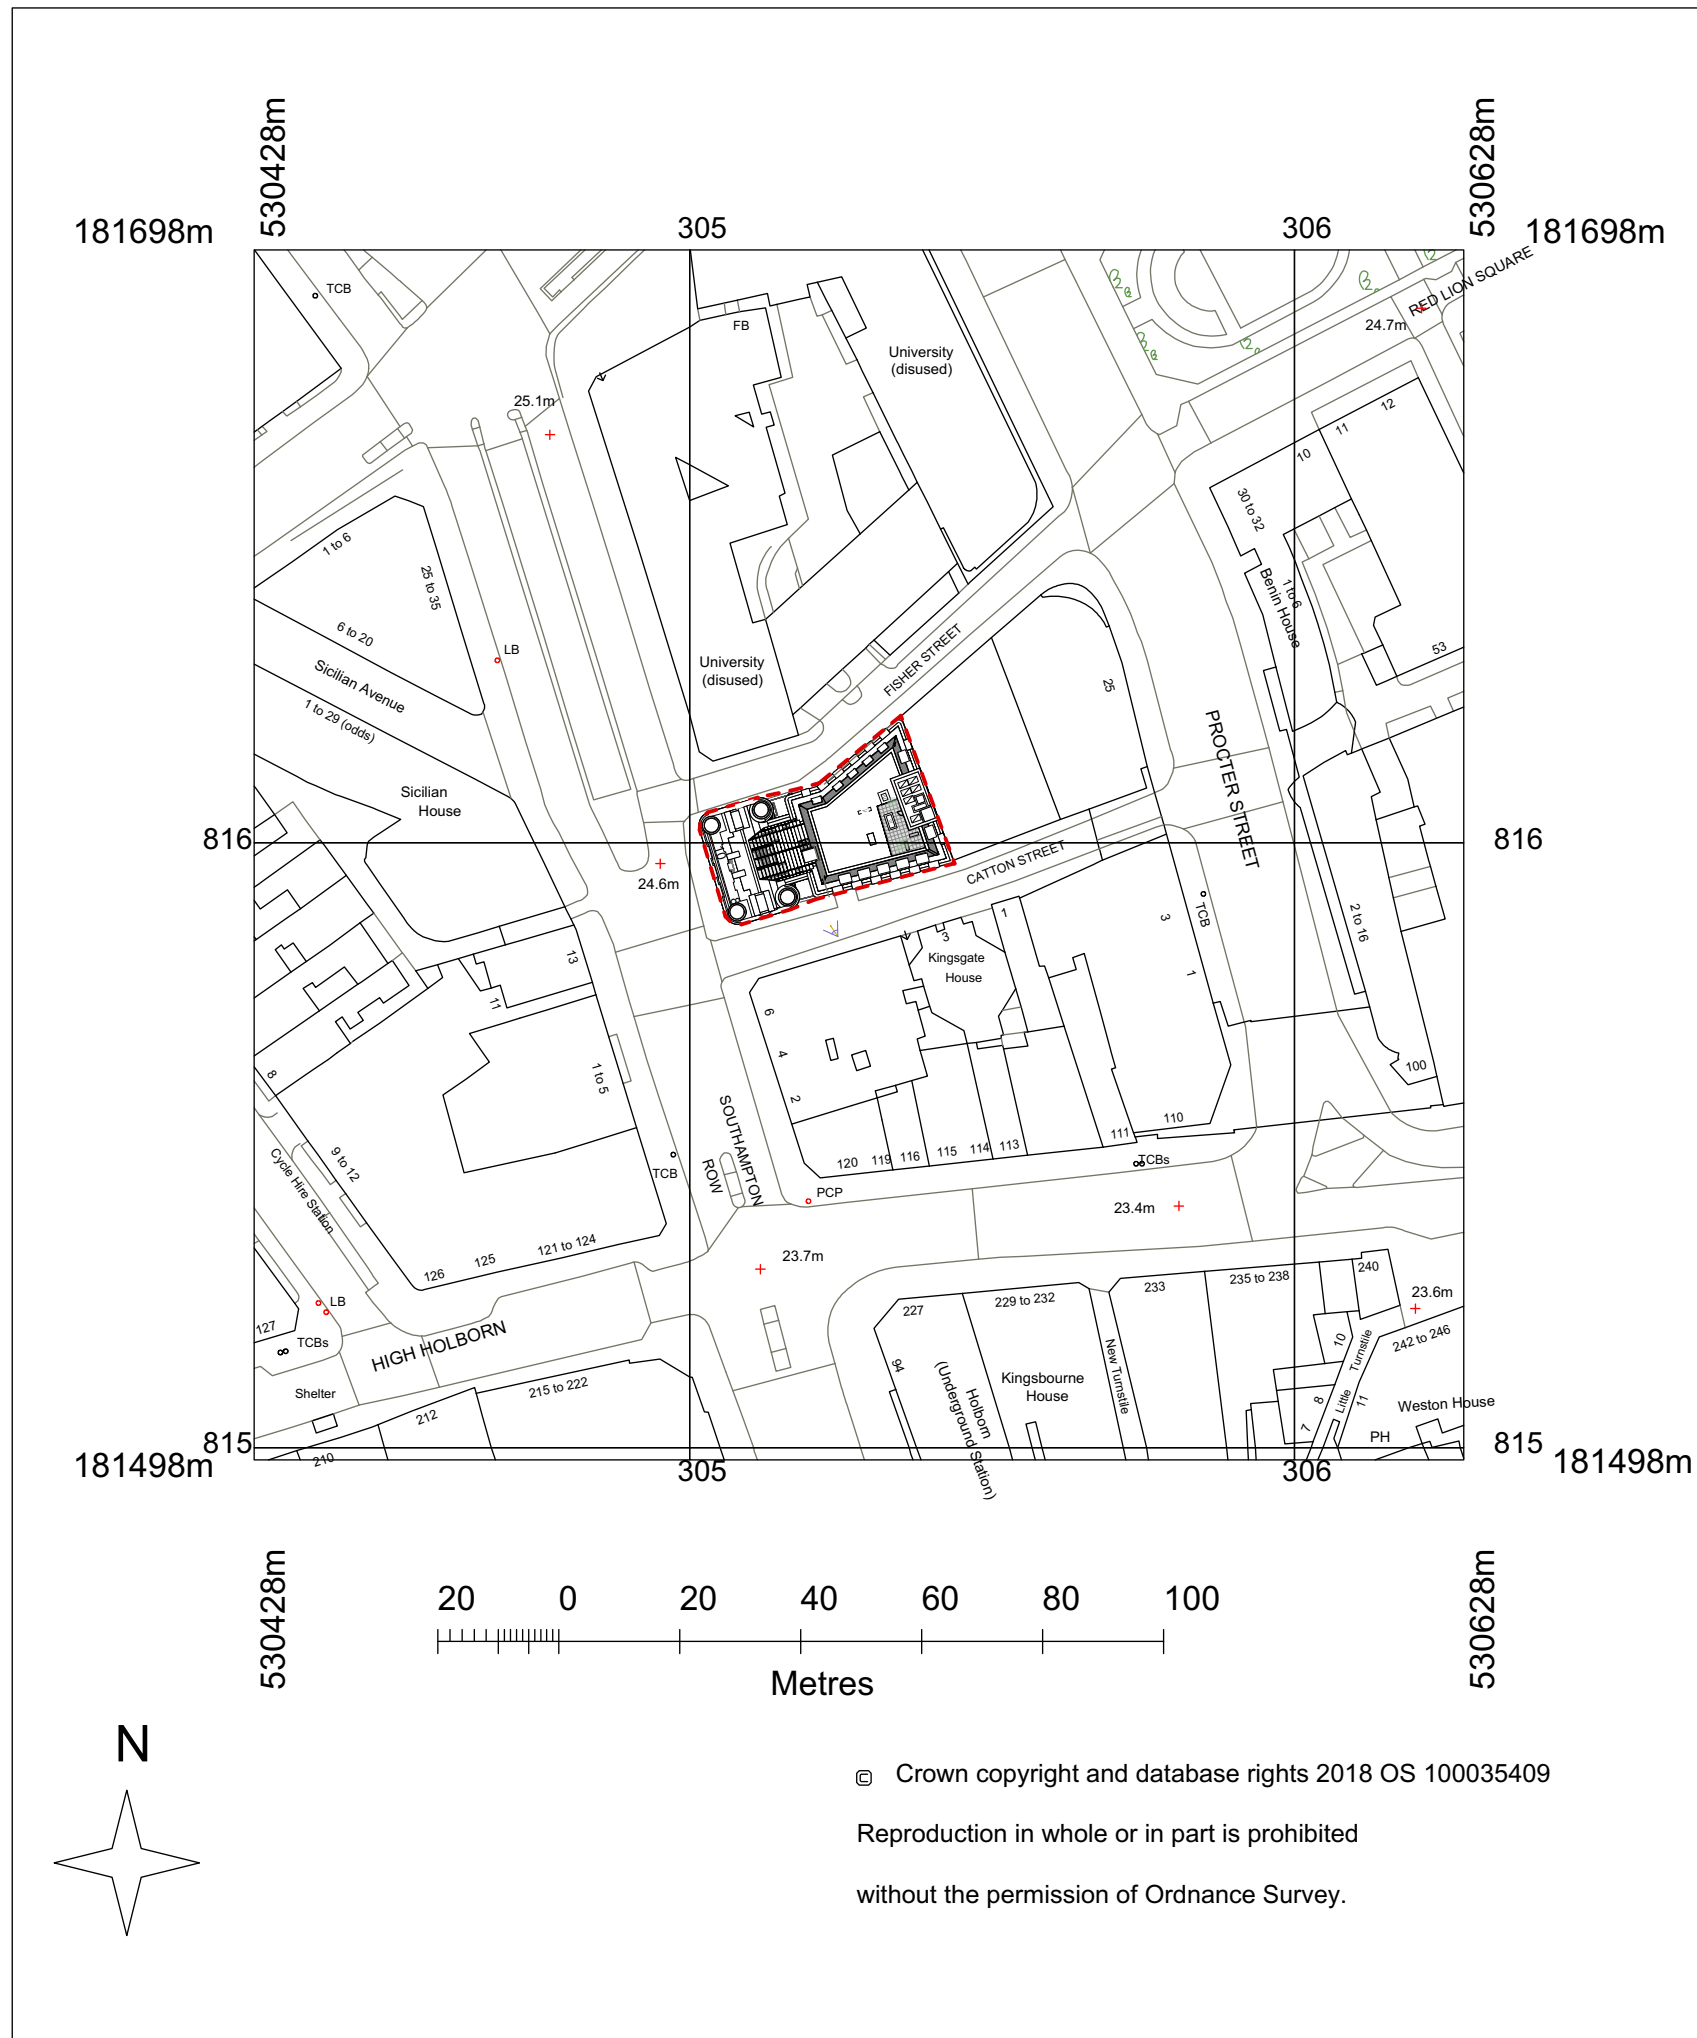 530428m
530628m
181698m
305
306
181698m
RED LION SQUARE
24.7m
TCB
FB
University
(disused)
25.1m
12
11
10
30 to 32
Benin House
1 to 6
53
1 to 6
25 to 35
6 to 20
Sicilian Avenue
1 to 29 (odds)
LB
University
(disused)
FISHER STREET
25
PROCTER STREET
Sicilian
House
816
816
24.6m
CATTON STREET
TCB
2 to 16
1
3
3
1
Kingsgate
House
13
11
6
4
2
1 to 5
8
9 to 12
Cycle Hire Station
100
SOUTHAMPTON
ROW
TCB
110
111
120
119
116
115
114
113
TCBs
PCP
23.4m
121 to 124
125
126
23.7m
LB
127
TCBs
HIGH HOLBORN
Shelter
215 to 222
212
210
227
229 to 232
233
235 to 238
240
23.6m
242 to 246
94
Holborn
(Underground Station)
Kingsbourne
House
New Turnstile
10
Little
Turnstile
8
11
7
Weston House
PH
815
815
181498m
305
306
181498m
530428m
530628m
20
0
20
40
60
80
100
Metres
N
© Crown copyright and database rights 2018 OS 100035409
Reproduction in whole or in part is prohibited
without the permission of Ordnance Survey.